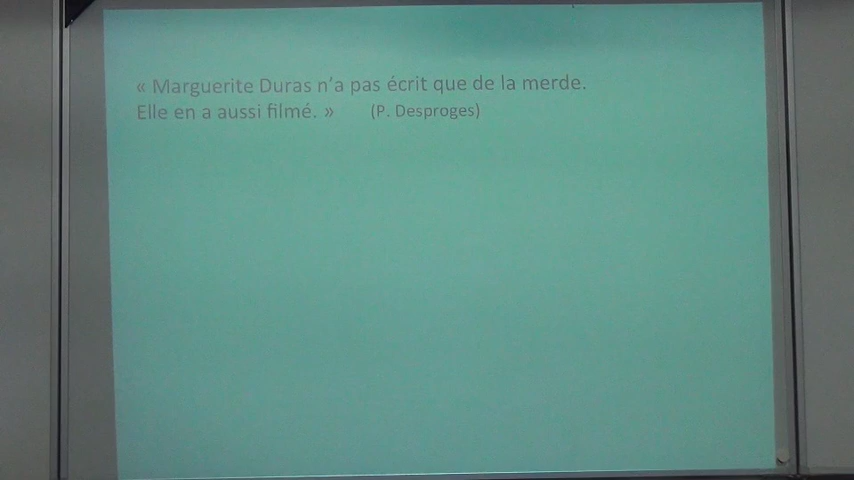 « Marguerite Duras n’a pas écrit que de la merde.
Elle en a aussi filmé. » (P. Desproges)